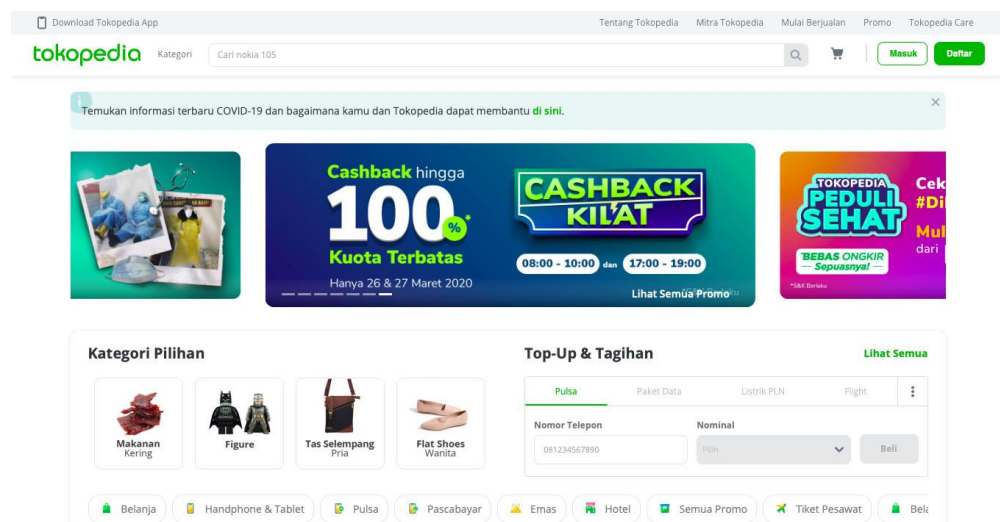 Download Tokopedia App
Tentang Tokopedia Mitra Tokopedia Mulai Berjualan Promo Tokopedia Care
tokopedia Kategori Cari nokia 105 Masuk Daftar
Temukan informasi terbaru COVID-19 dan bagaimana kamu dan Tokopedia dapat membantu di sini.
Cashback hingga
100%*
Kuota Terbatas
Hanya 26 & 27 Maret 2020
CASHBACK
KILAT
08:00 - 10:00 dan 17:00 - 19:00
Lihat Semua Promo
TOKOPEDIA
PEDULI
SEHAT
BEBAS ONGKIR
Sepuasnya!
*S&K Berlaku
Cek
#Di
Mul
dari
Kategori Pilihan
Makanan
Kering
Figure
Tas Selempang
Pria
Flat Shoes
Wanita
Top-Up & Tagihan Lihat Semua
Pulsa Paket Data Listrik PLN Flight
Nomor Telepon Nominal
081234567890 Pilih Beli
Belanja Handphone & Tablet Pulsa Pascabayar Emas Hotel Semua Promo Tiket Pesawat Bela